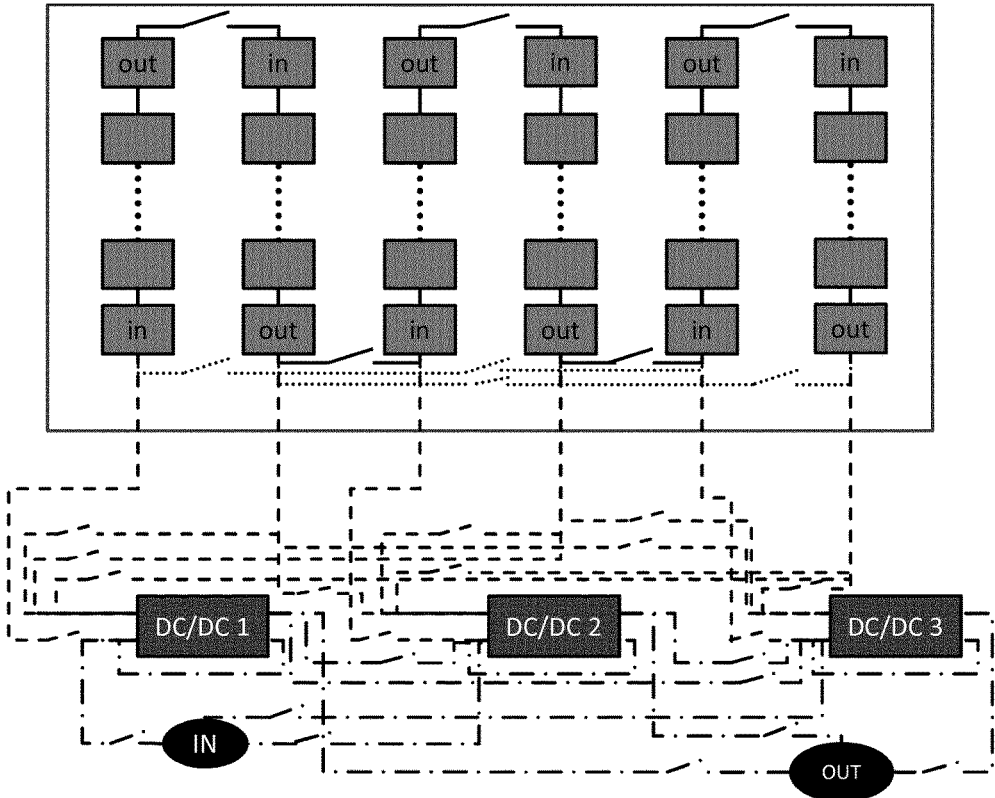 out in out in out in
in out in out in out
DC/DC 1 DC/DC 2 DC/DC 3
IN
OUT